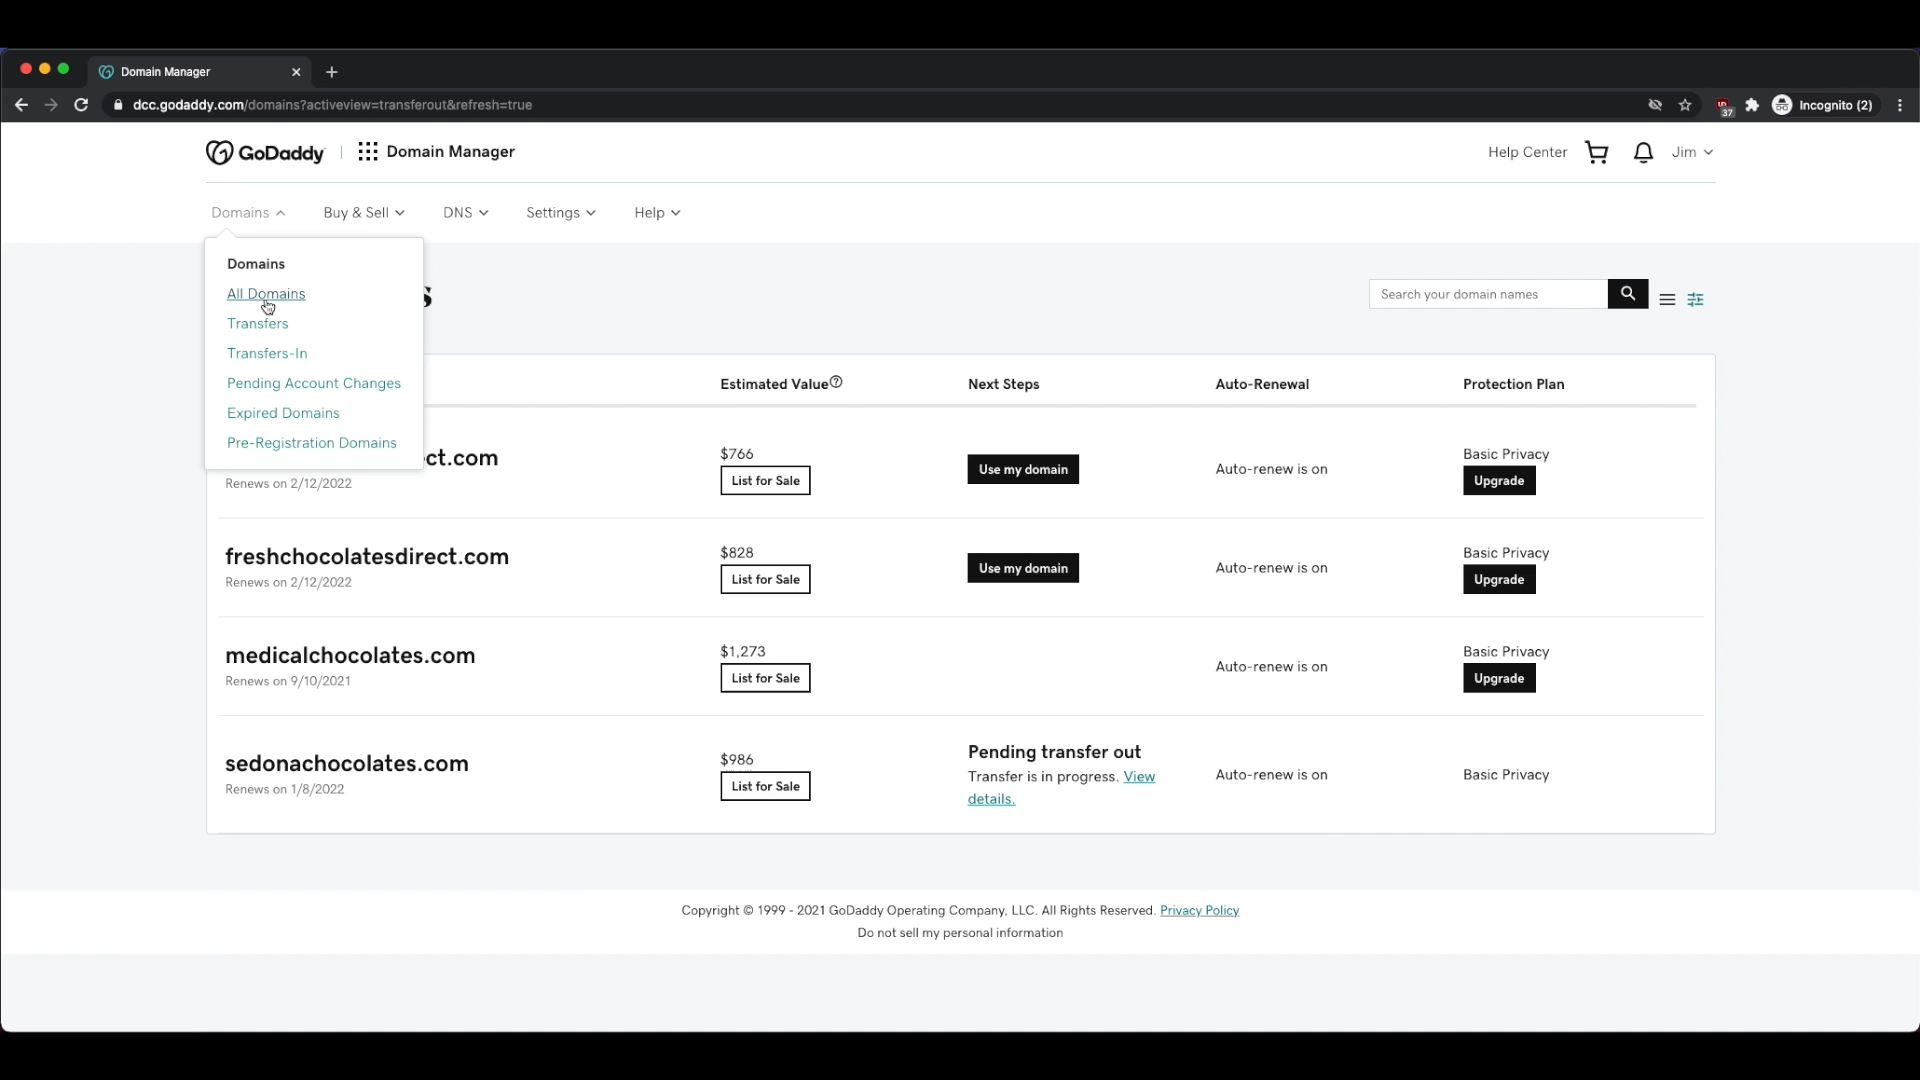 Domain Manager
dcc.godaddy.com/domains?activeview=transferout&refresh=true
37
Incognito (2)
GoDaddy
Domain Manager
Help Center
Jim
Domains
Buy & Sell
DNS
Settings
Help
Domains
All Domains
Transfers
Transfers-In
Pending Account Changes
Expired Domains
Pre-Registration Domains
s
Search your domain names
Estimated Value
Next Steps
Auto-Renewal
Protection Plan
ct.com
Renews on 2/12/2022
$766
List for Sale
Use my domain
Auto-renew is on
Basic Privacy
Upgrade
freshchocolatesdirect.com
Renews on 2/12/2022
$828
List for Sale
Use my domain
Auto-renew is on
Basic Privacy
Upgrade
medicalchocolates.com
Renews on 9/10/2021
$1,273
List for Sale
Auto-renew is on
Basic Privacy
Upgrade
sedonachocolates.com
Renews on 1/8/2022
$986
List for Sale
Pending transfer out
Transfer is in progress. View
details.
Auto-renew is on
Basic Privacy
Copyright © 1999 - 2021 GoDaddy Operating Company, LLC. All Rights Reserved. Privacy Policy
Do not sell my personal information